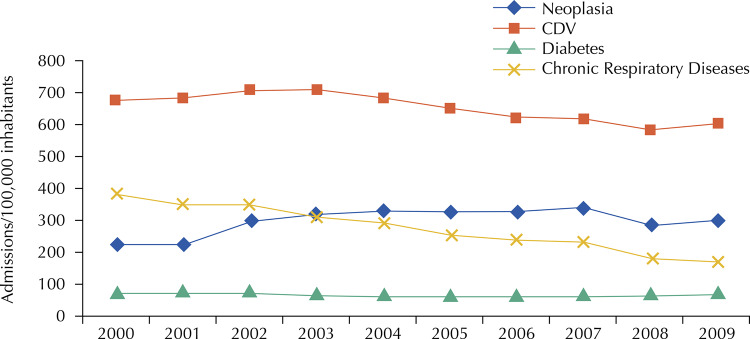 Neoplasia
CDV
Diabetes
Chronic Respiratory Diseases
Admissions/100,000 inhabitants
800
700
600
500
400
300
200
100
0
2000 2001 2002 2003 2004 2005 2006 2007 2008 2009